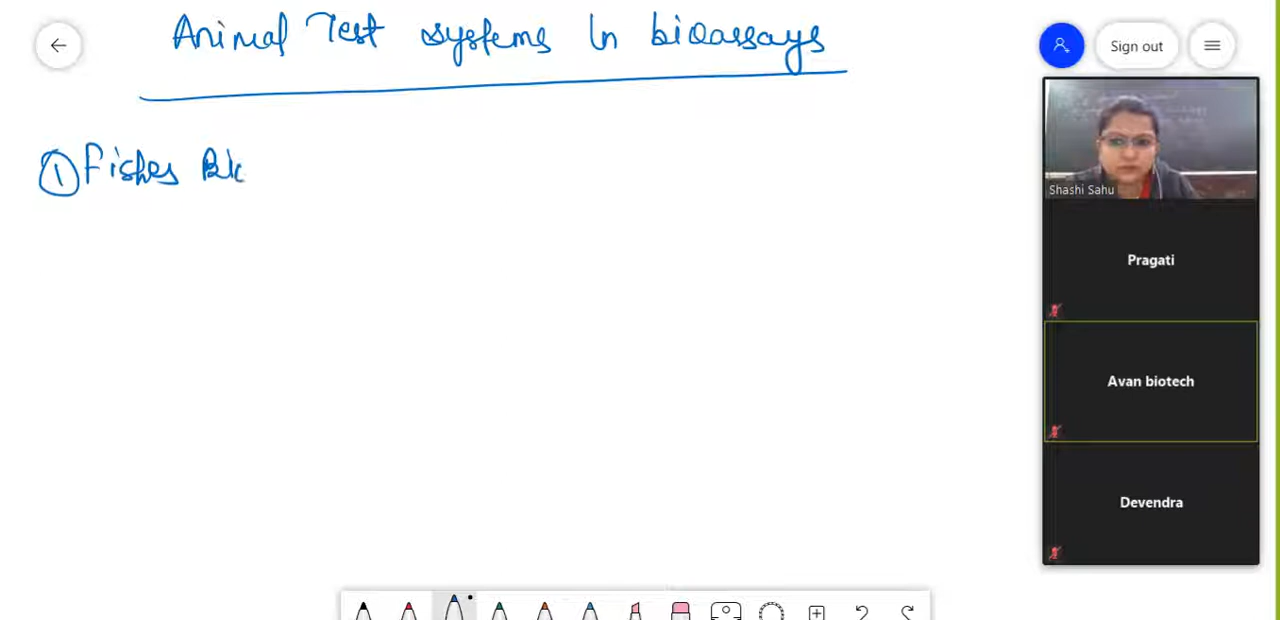 Animal Test systems In bioassays
Sign out
① Fishes
Shashi Sahu
Pragati
Avan biotech
Devendra